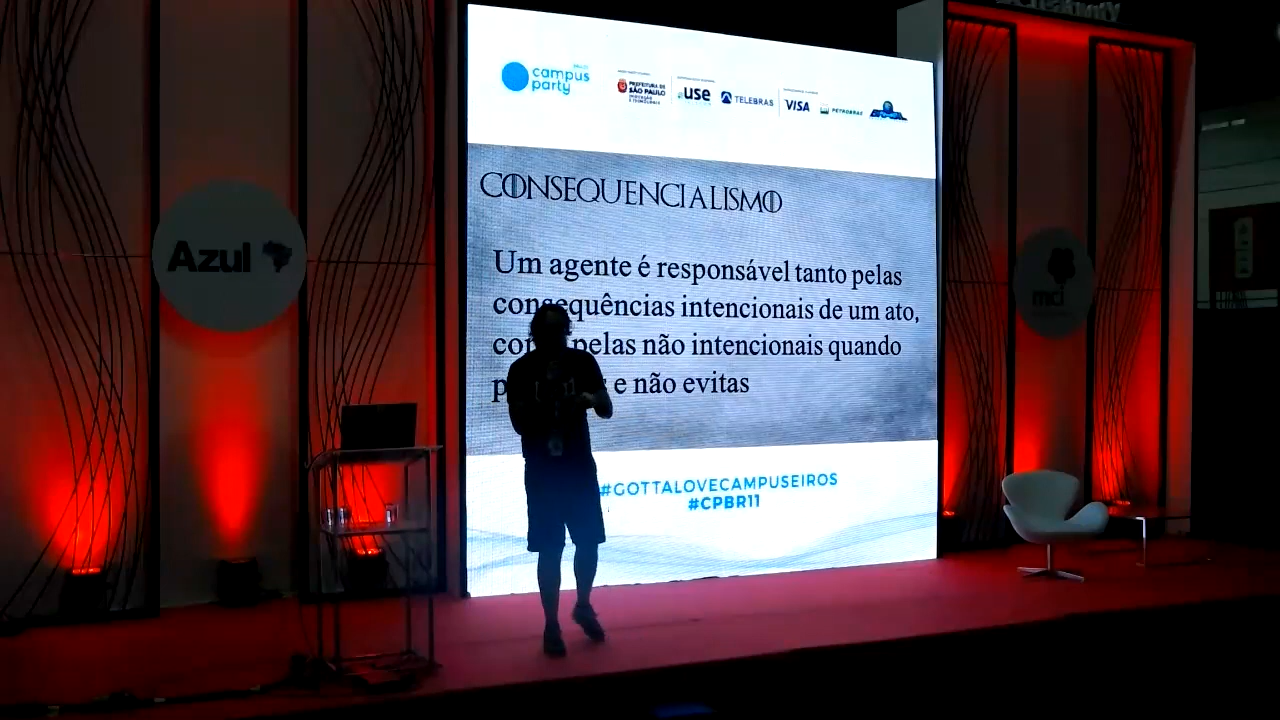 campus
party
PREFEITURA DE
SÃO PAULO
use
TELEBRAS
VISA
PETROBRAS
CONSEQUENCIALISMO
Um agente é responsável tanto pelas
consequências intencionais de um ato,
pelas não intencionais quando
e não evitas
#GOTTALOVECAMPUSEIROS
#CPBR11
Azul
mci